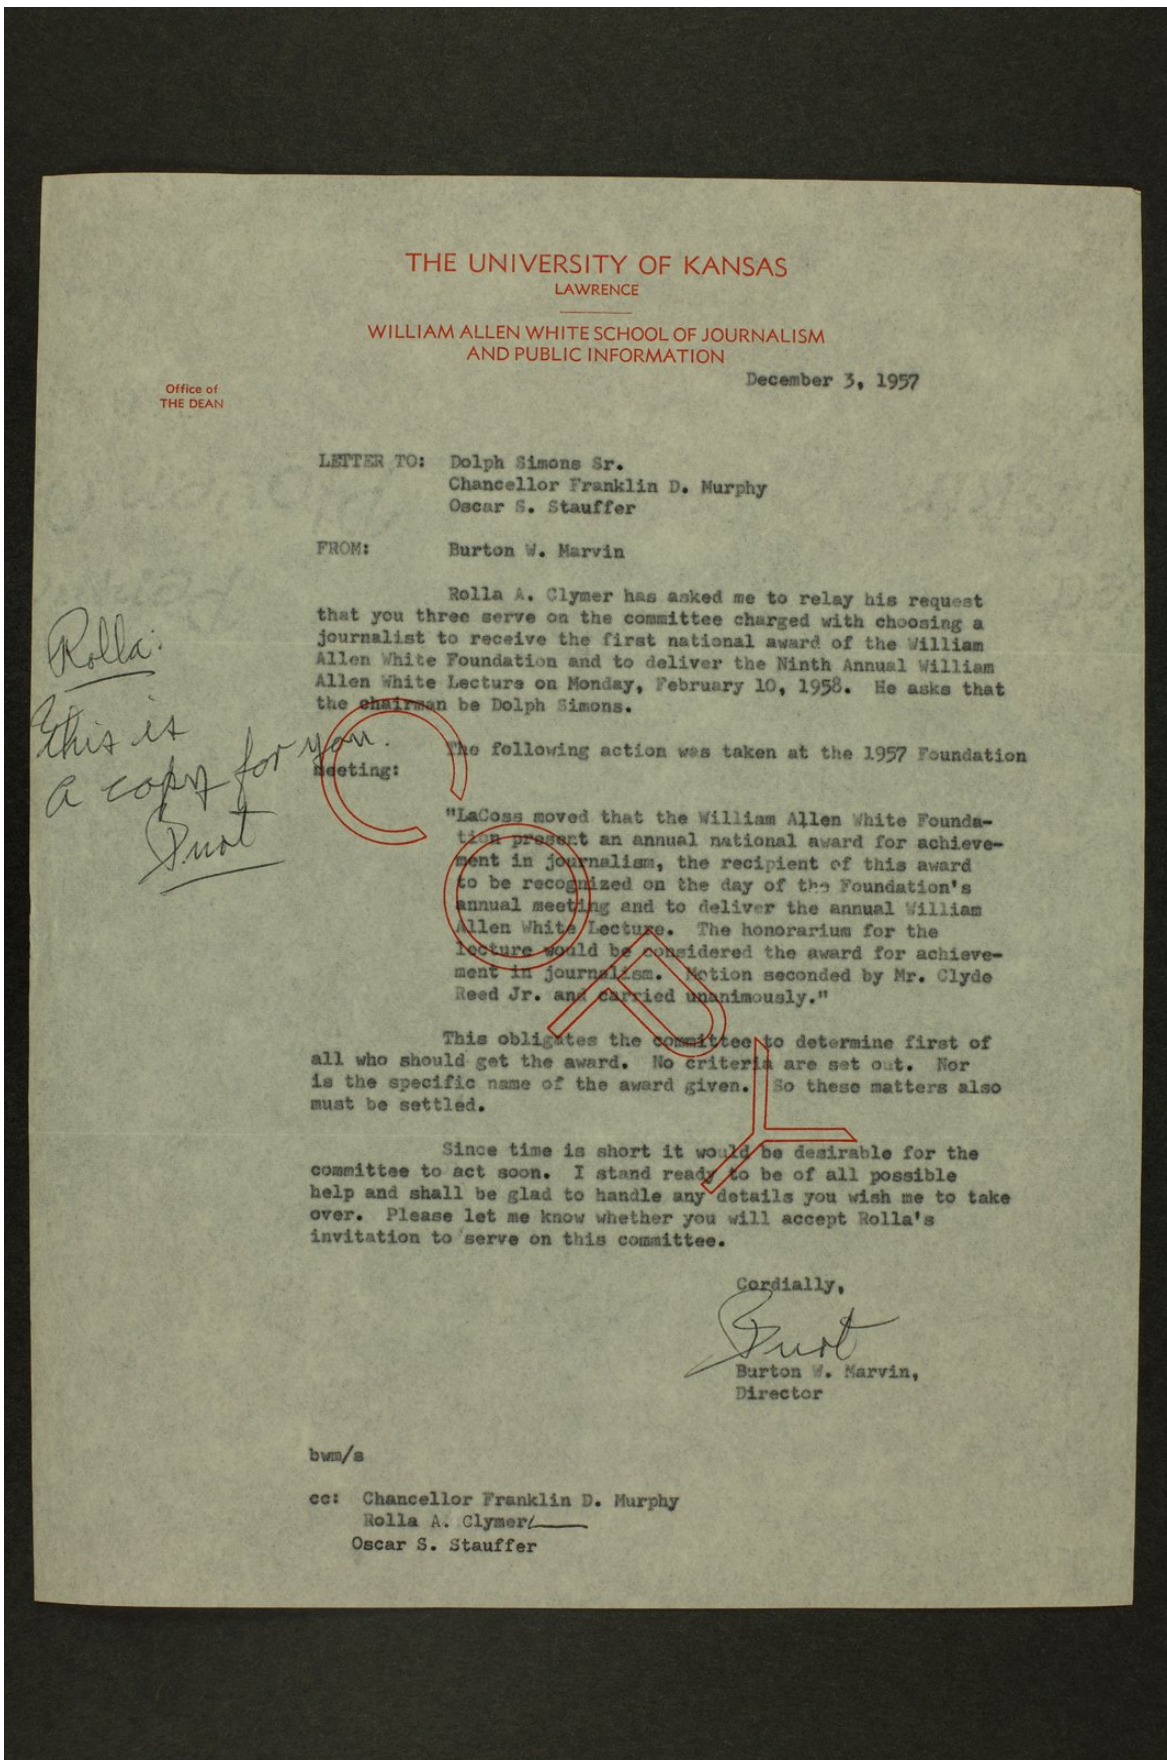 THE UNIVERSITY OF KANSAS
LAWRENCE
WILLIAM ALLEN WHITE SCHOOL OF JOURNALISM
AND PUBLIC INFORMATION
December 3, 1957
Office of
THE DEAN
LETTER TO: Dolph Simons Sr.
Chancellor Franklin D. Murphy
Oscar S. Stauffer
FROM: Burton W. Marvin
Rolla A. Clymer has asked me to relay his request
that you three serve on the committee charged with choosing a
journalist to receive the first national award of the William
Allen White Foundation and to deliver the Ninth Annual William
Allen White Lecture on Monday, February 10, 1958. He asks that
the chairman be Dolph Simons.
Rolla:
this is
a copy for you.
Burt
The following action was taken at the 1957 Foundation
meeting:
"LaCoss moved that the William Allen White Founda-
tion present an annual national award for achieve-
ment in journalism, the recipient of this award
to be recognized on the day of the Foundation's
annual meeting and to deliver the annual William
Allen White Lecture. The honorarium for the
lecture would be considered the award for achieve-
ment in journalism. Motion seconded by Mr. Clyde
Reed Jr. and carried unanimously."
COPY
This obligates the committee to determine first of
all who should get the award. No criteria are set out. Nor
is the specific name of the award given. So these matters also
must be settled.
Since time is short it would be desirable for the
committee to act soon. I stand ready to be of all possible
help and shall be glad to handle any details you wish me to take
over. Please let me know whether you will accept Rolla's
invitation to serve on this committee.
Cordially,
Burt
Burton W. Marvin,
Director
bwm/s
cc: Chancellor Franklin D. Murphy
Rolla A. Clymer
Oscar S. Stauffer